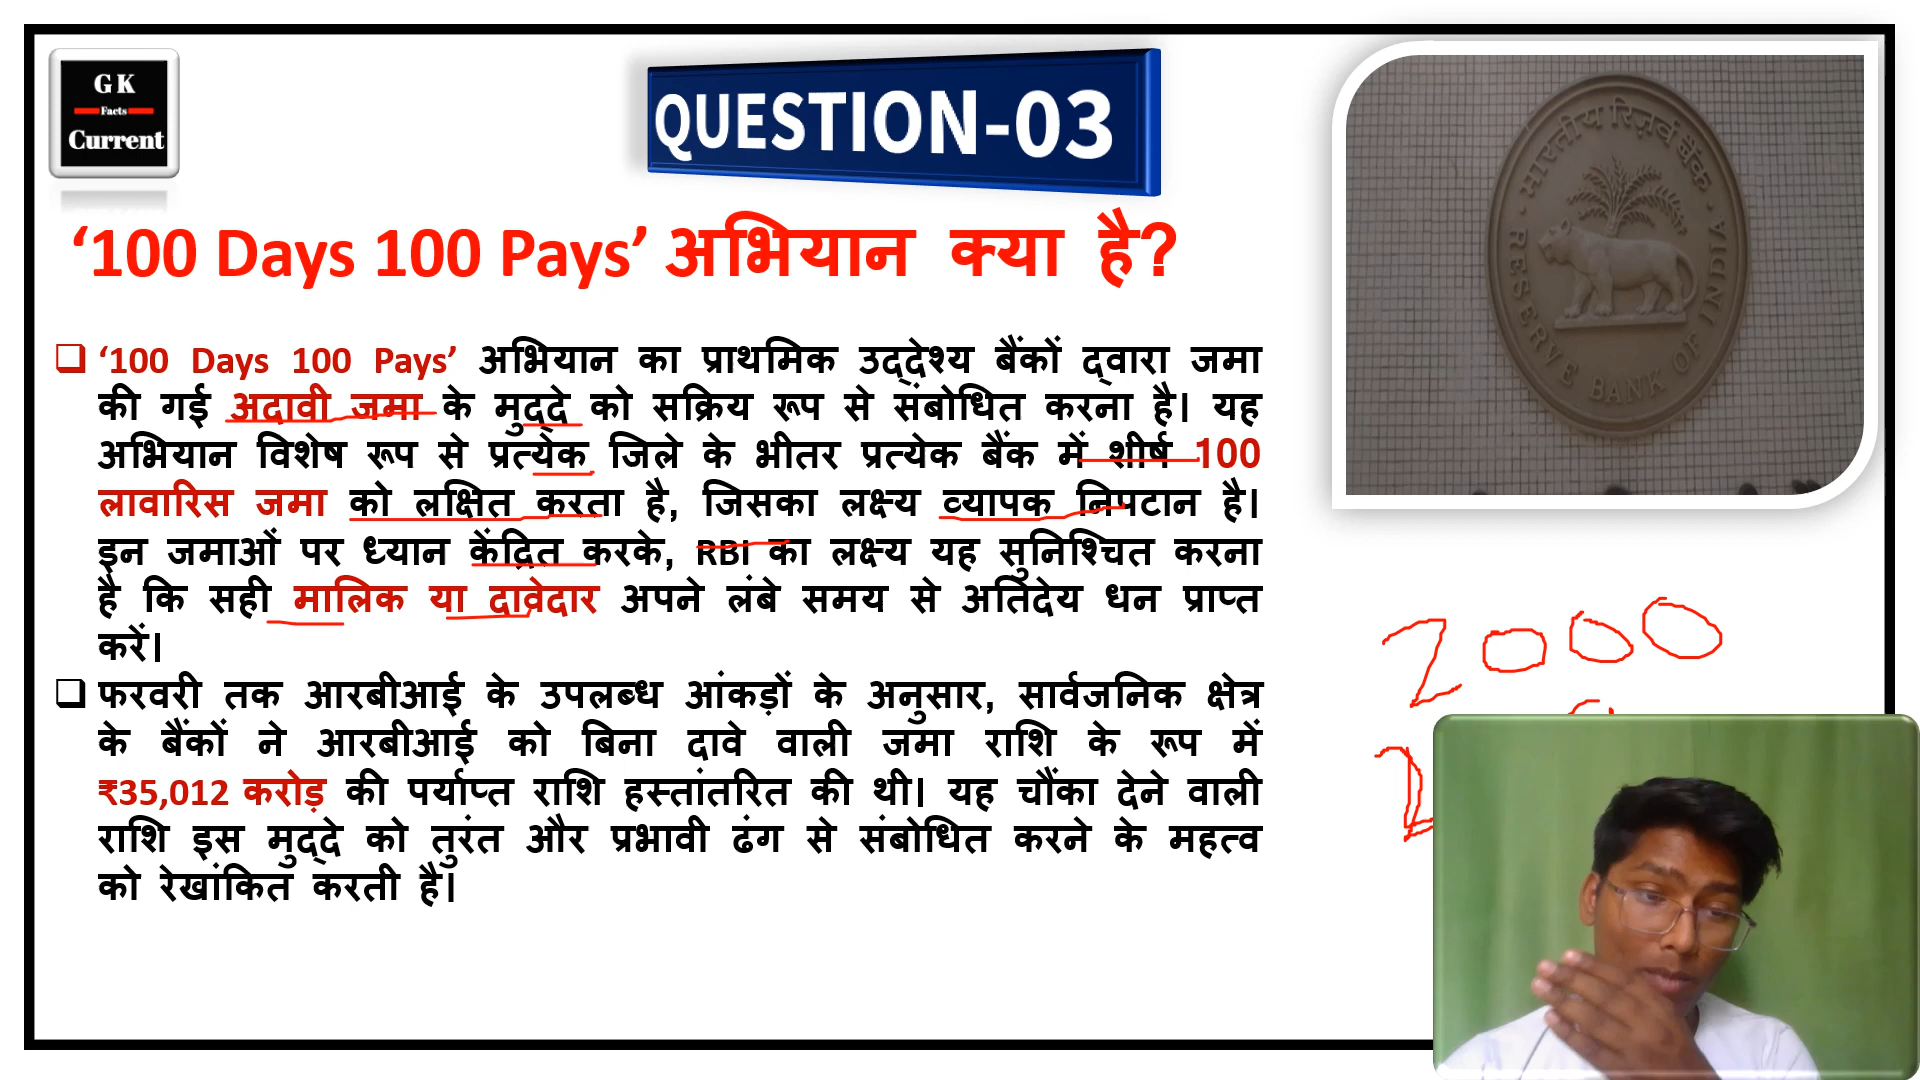 G K
Facts
Current
QUESTION-03
‘100 Days 100 Pays’ अभियान क्या है?
‘100 Days 100 Pays’ अभियान का प्राथमिक उद्देश्य बैंकों द्वारा जमा
की गई अदावी जमा के मुद्दे को सक्रिय रूप से संबोधित करना है। यह
अभियान विशेष रूप से प्रत्येक जिले के भीतर प्रत्येक बैंक में शीर्ष 100
लावारिस जमा को लक्षित करता है, जिसका लक्ष्य व्यापक निपटान है।
इन जमाओं पर ध्यान केंद्रित करके, RBI का लक्ष्य यह सुनिश्चित करना
है कि सही मालिक या दावेदार अपने लंबे समय से अतिदेय धन प्राप्त
करें।
फरवरी तक आरबीआई के उपलब्ध आंकड़ों के अनुसार, सार्वजनिक क्षेत्र
के बैंकों ने आरबीआई को बिना दावे वाली जमा राशि के रूप में
₹35,012 करोड़ की पर्याप्त राशि हस्तांतरित की थी। यह चौंका देने वाली
राशि इस मुद्दे को तुरंत और प्रभावी ढंग से संबोधित करने के महत्व
को रेखांकित करती है।
भारतीय रिज़र्व बैंक
RESERVE BANK OF INDIA
2000